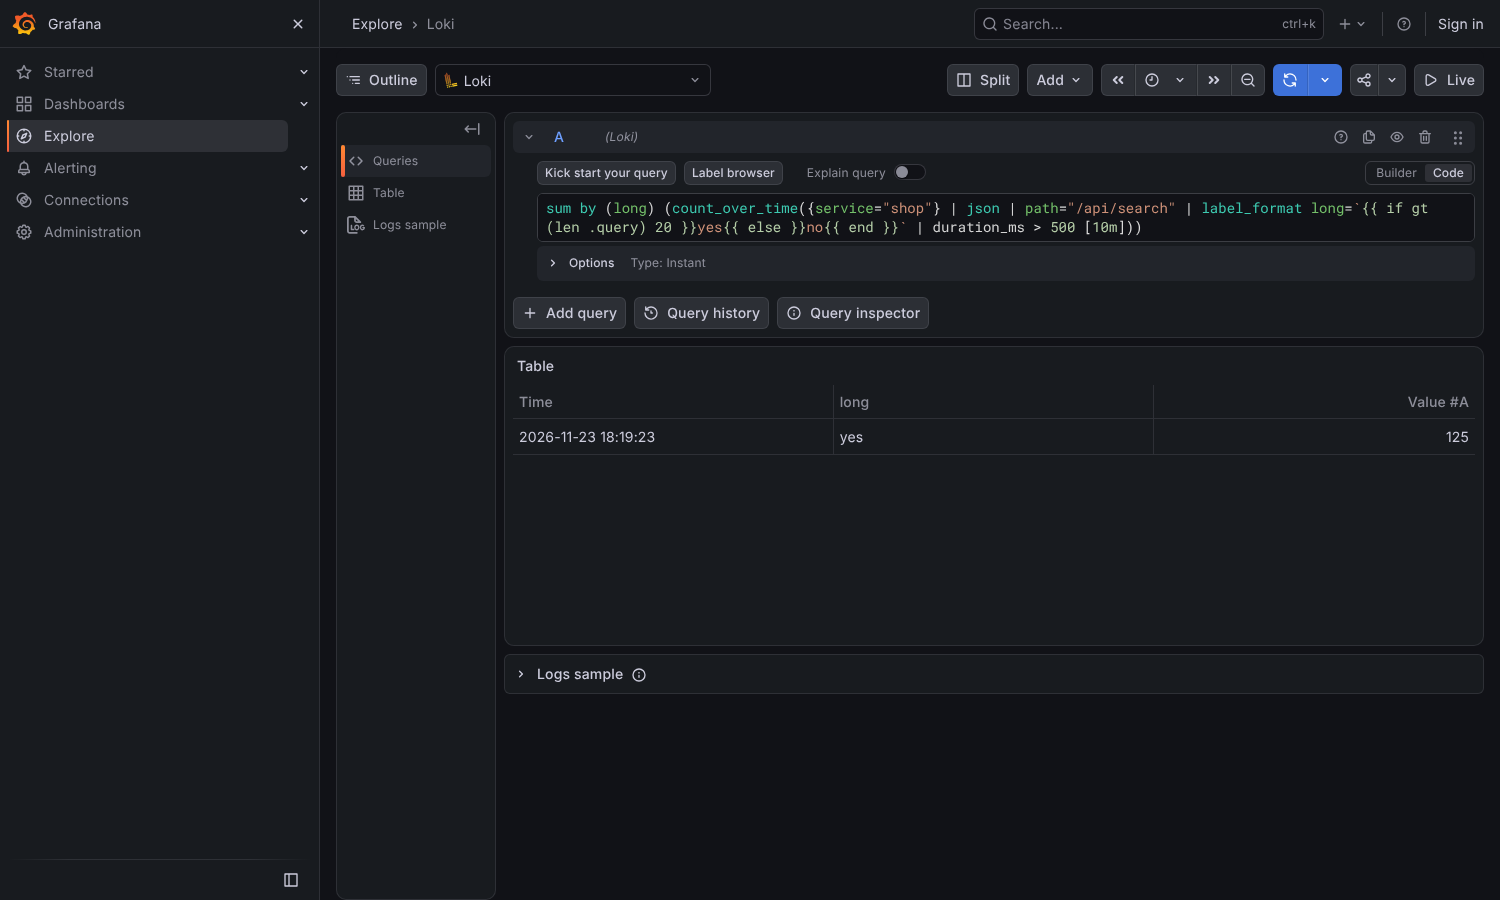 Grafana
Explore › Loki
Search...
ctrl+k
Sign in
Starred
Dashboards
Explore
Alerting
Connections
Administration
Outline
Loki
Split
Add
Live
Queries
Table
LOG Logs sample
A
(Loki)
Kick start your query
Label browser
Explain query
Builder
Code
sum by (long) (count_over_time({service="shop"} | json | path="/api/search" | label_format long=`{{ if gt
(len .query) 20 }}yes{{ else }}no{{ end }}` | duration_ms > 500 [10m]))
Options
Type: Instant
Add query
Query history
Query inspector
Table
Time
long
Value #A
2026-11-23 18:19:23
yes
125
Logs sample